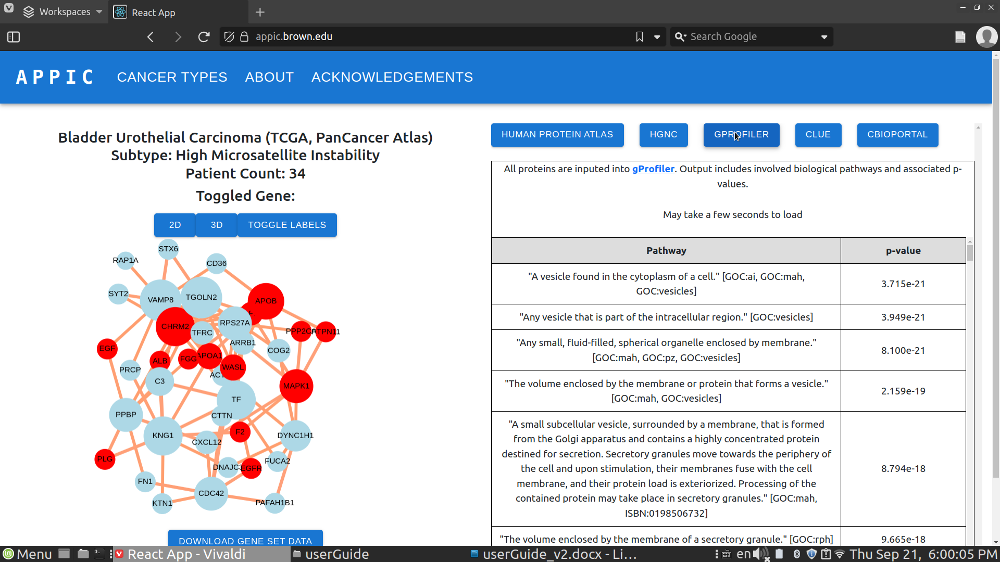 Workspaces
React App
appic.brown.edu
Search Google
APPIC
CANCER TYPES
ABOUT
ACKNOWLEDGEMENTS
Bladder Urothelial Carcinoma (TCGA, PanCancer Atlas)
Subtype: High Microsatellite Instability
Patient Count: 34
Toggled Gene:
2D
3D
TOGGLE LABELS
STX6
RAP1A
CD36
SYT2
VAMP8
TGOLN2
APOB
CHRM2
TFRC
RPS27A
ARRB1
COG2
EGF
ALB
FGG
APOA1
WASL
PRCP
C3
MAPK1
TF
PPBP
CTTN
KNG1
CXCL12
F2
DYNC1H1
PLG
EGFR
FUCA2
FN1
CDC42
KTN1
PAFAH1B1
DOWNLOAD GENE SET DATA
HUMAN PROTEIN ATLAS
HGNC
GPROFILER
CLUE
CBIOPORTAL
All proteins are inputed into gProfiler. Output includes involved biological pathways and associated p-
values.
May take a few seconds to load
Pathway
p-value
"A vesicle found in the cytoplasm of a cell." [GOC:ai, GOC:mah,
GOC:vesicles]
3.715e-21
"Any vesicle that is part of the intracellular region." [GOC:vesicles]
3.949e-21
"Any small, fluid-filled, spherical organelle enclosed by membrane."
[GOC:mah, GOC:pz, GOC:vesicles]
8.100e-21
"The volume enclosed by the membrane or protein that forms a vesicle."
[GOC:mah, GOC:vesicles]
2.159e-19
"A small subcellular vesicle, surrounded by a membrane, that is formed
from the Golgi apparatus and contains a highly concentrated protein
destined for secretion. Secretory granules move towards the periphery of
the cell and upon stimulation, their membranes fuse with the cell
membrane, and their protein load is exteriorized. Processing of the
contained protein may take place in secretory granules." [GOC:mah,
ISBN:0198506732]
8.794e-18
"The volume enclosed by the membrane of a secretory granule." [GOC:rph]
9.665e-18
Menu
React App - Vivaldi
userGuide
userGuide_v2.docx - Li...
en
Thu Sep 21, 6:00:05 PM